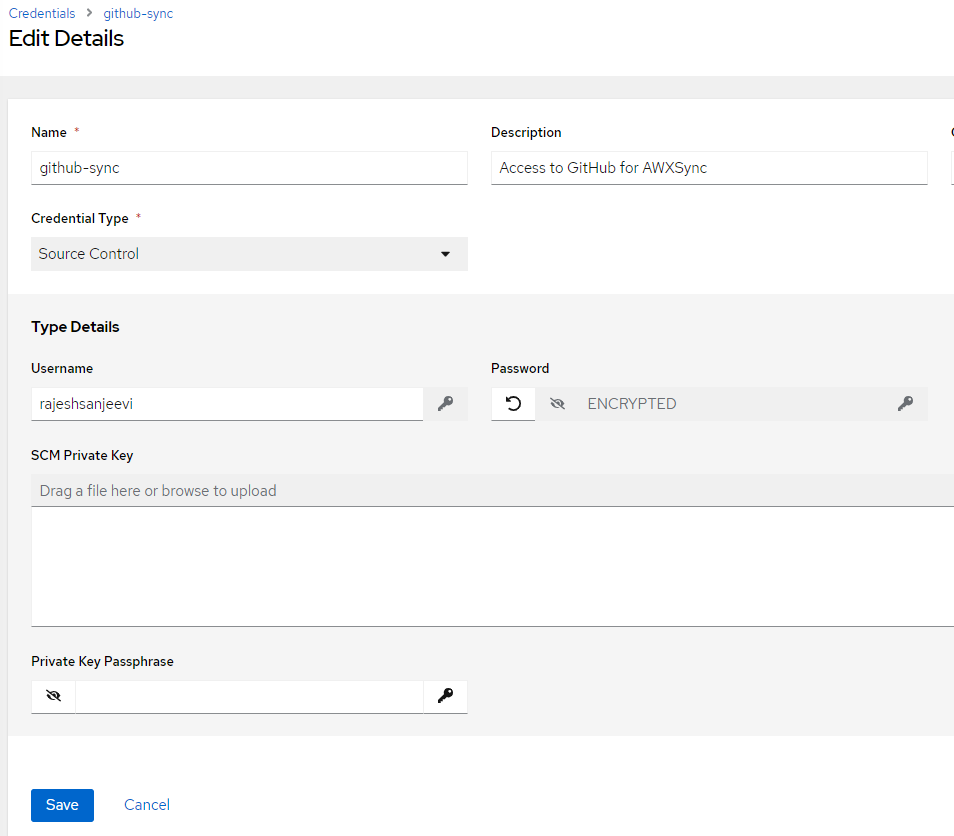 Credentials > github-sync
Edit Details
Name *
Description
github-sync
Access to GitHub for AWXSync
Credential Type *
Source Control
Type Details
Username
Password
rajeshsanjeevi
ENCRYPTED
SCM Private Key
Drag a file here or browse to upload
Private Key Passphrase
Save
Cancel